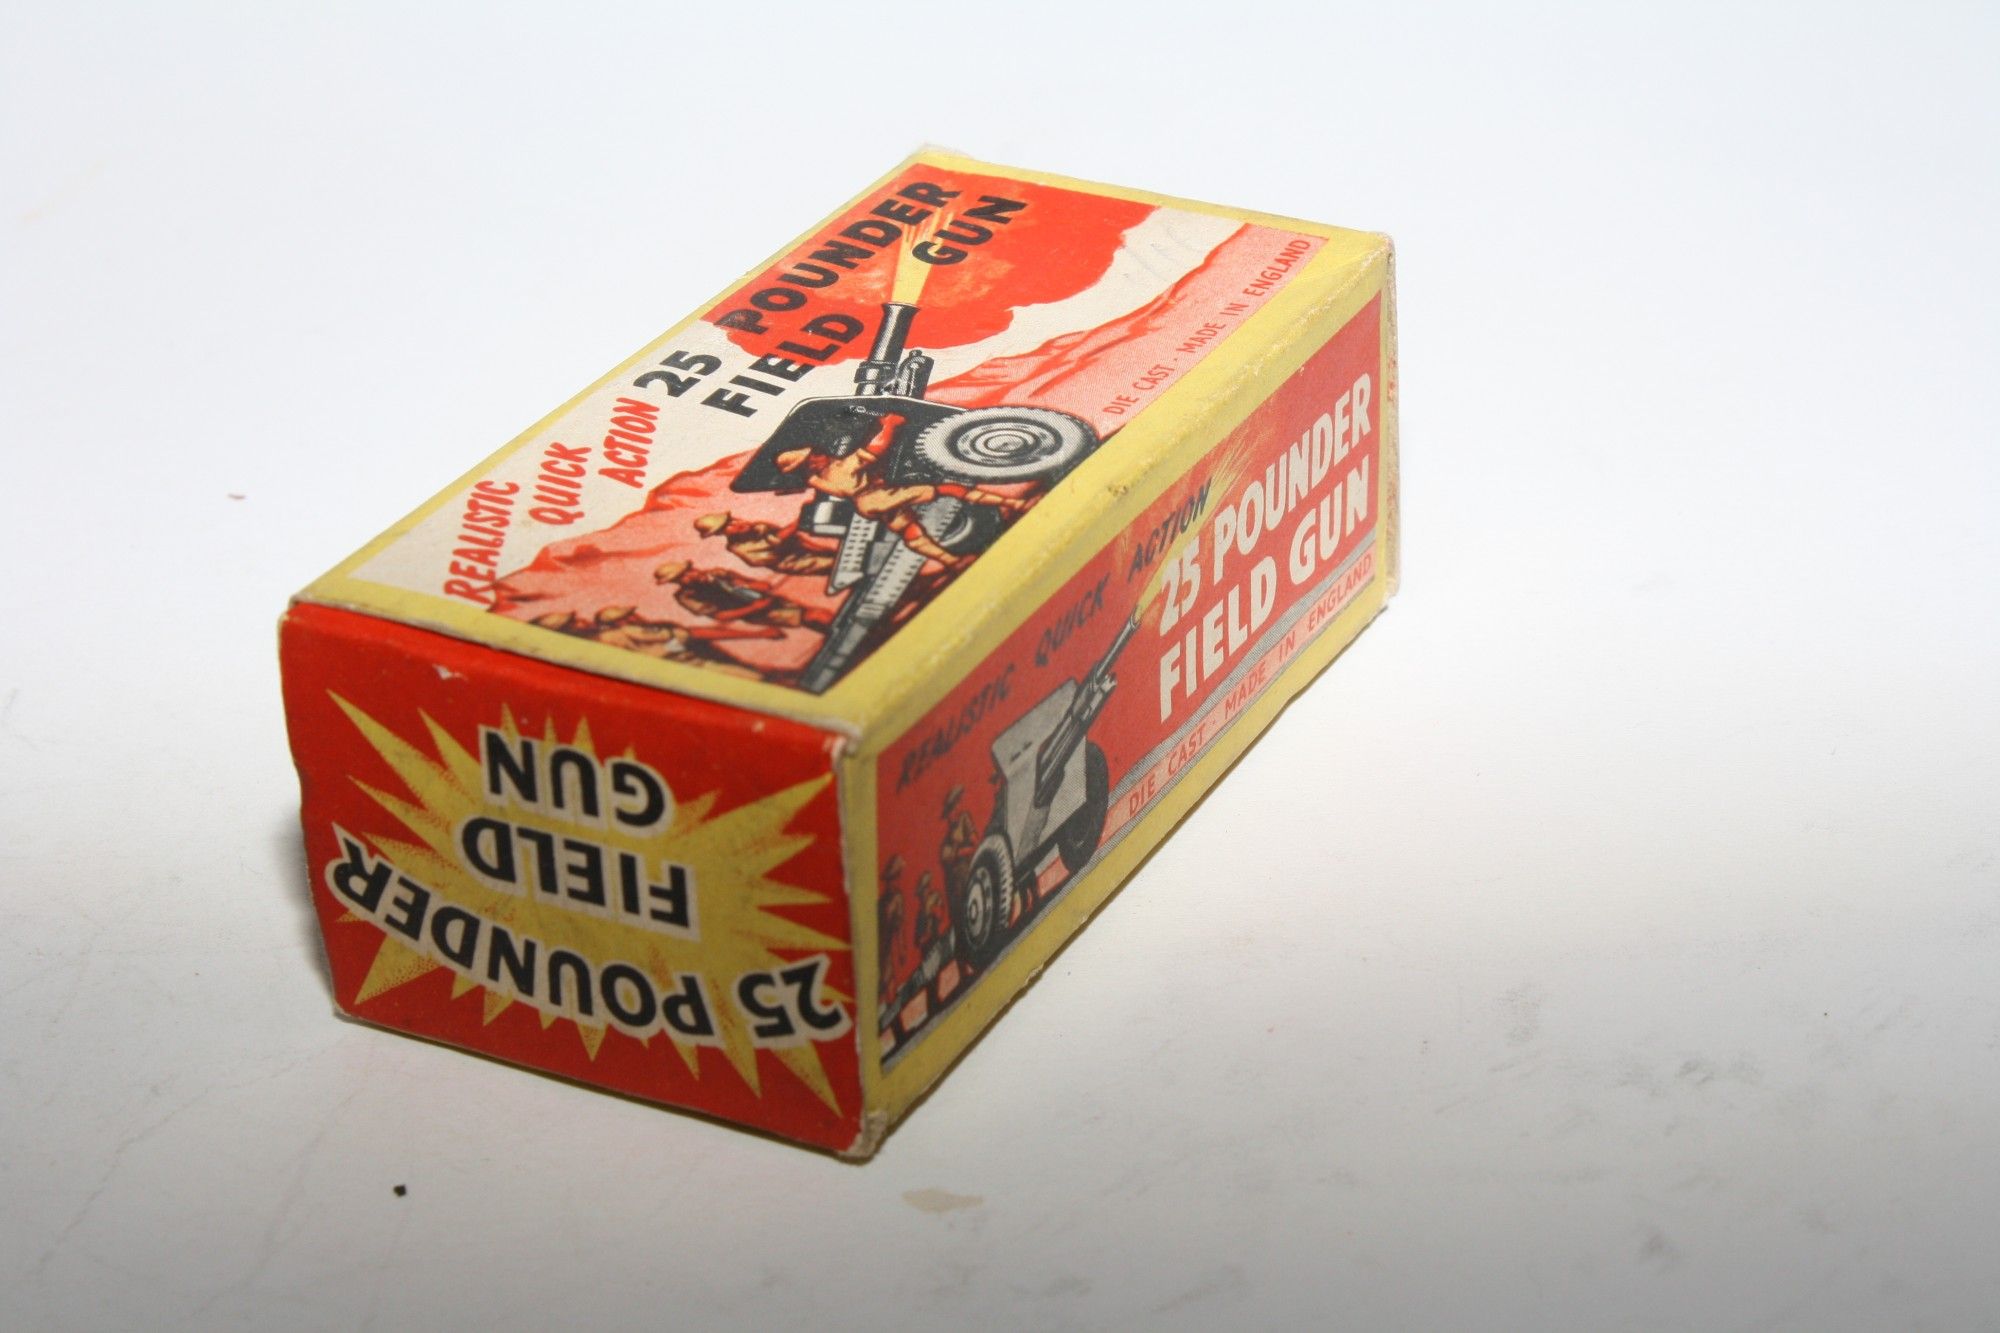 REALISTIC
QUICK
ACTION
25 POUNDER
FIELD GUN
DIE CAST · MADE IN ENGLAND
REALISTIC QUICK ACTION
25 POUNDER
FIELD GUN
DIE CAST · MADE IN ENGLAND
25 POUNDER
FIELD
GUN